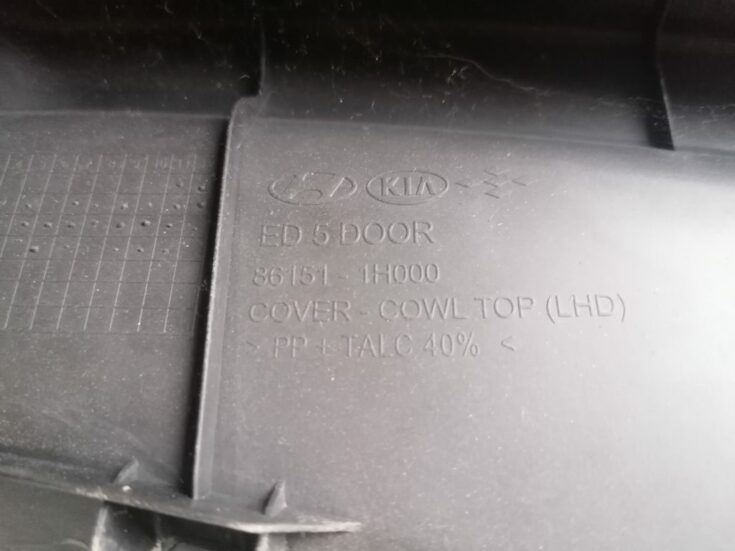 KIA
ED 5 DOOR
86151 - 1H000
COVER - COWL TOP (LHD)
> PP + TALC 40% <